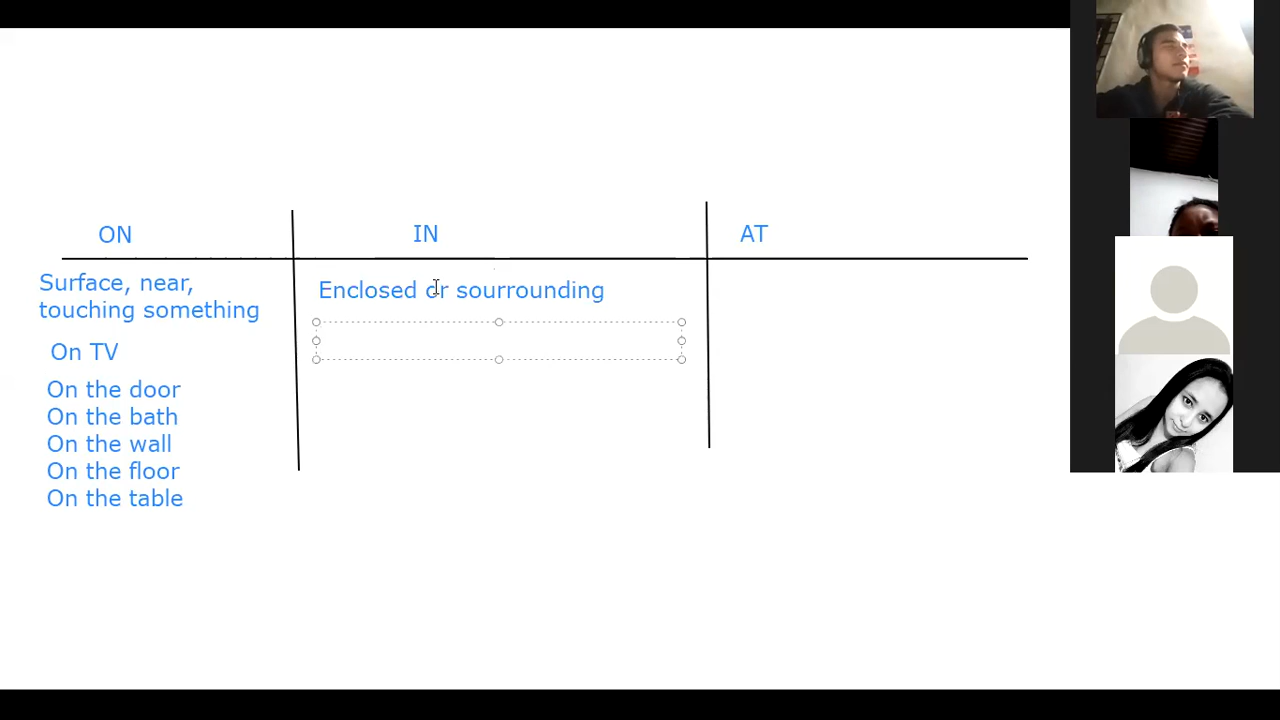 ON
IN
AT
Surface, near,
touching something
Enclosed or sourrounding
On TV
On the door
On the bath
On the wall
On the floor
On the table